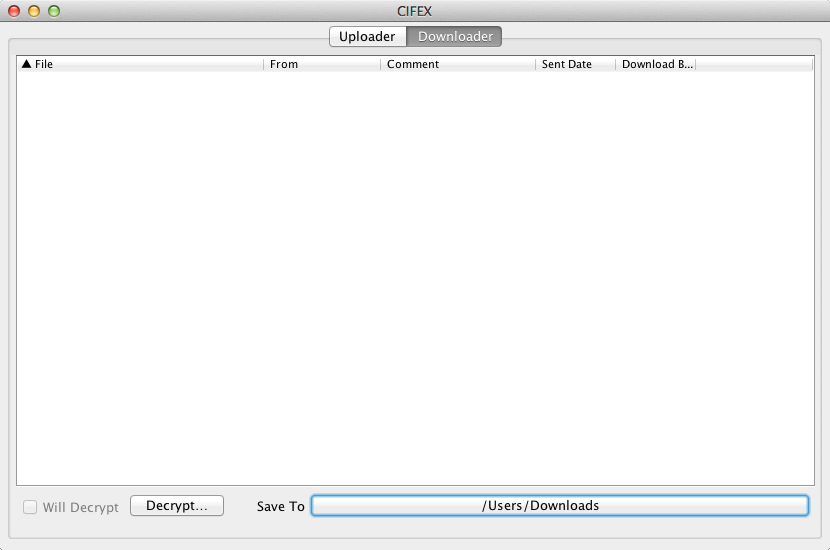 CIFEX
Uploader Downloader
▲ File From Comment Sent Date Download B...
Will Decrypt Decrypt... Save To /Users/Downloads